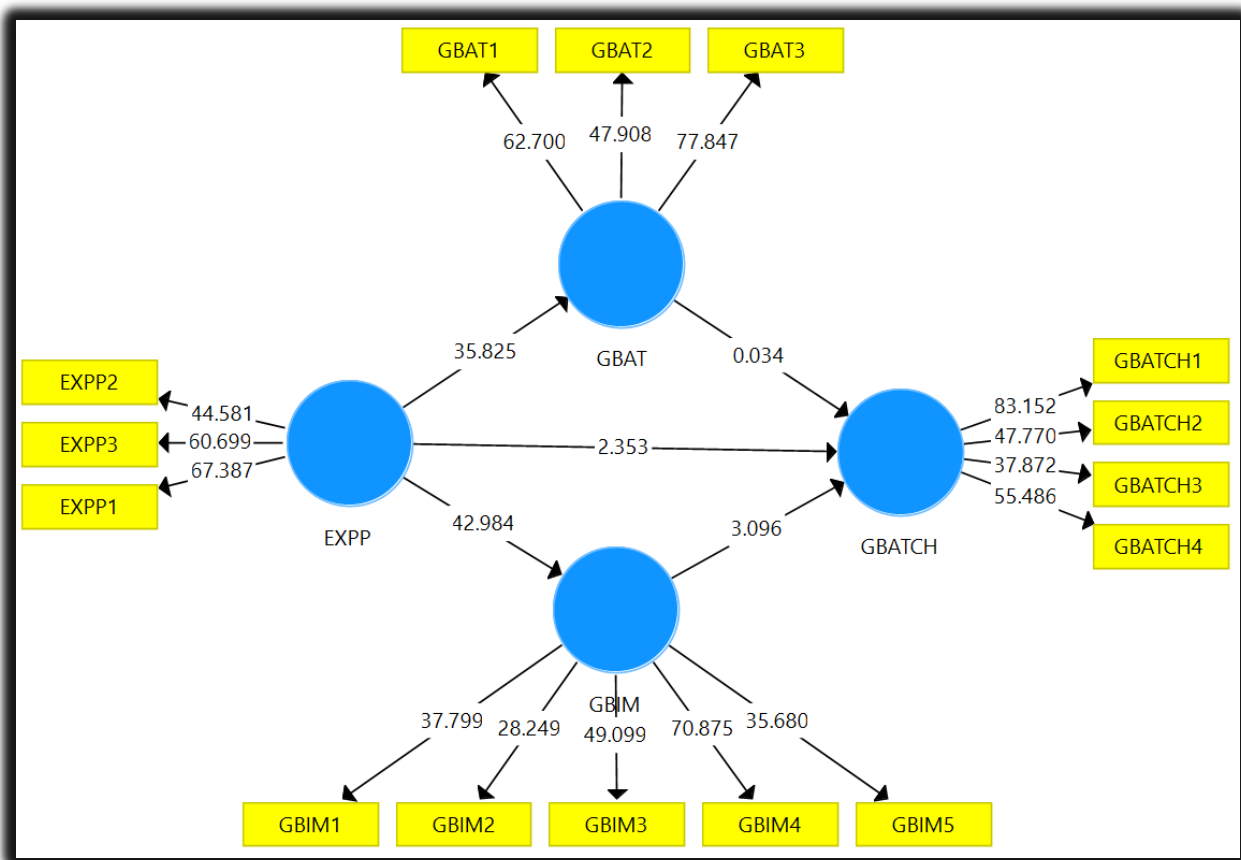 GBAT1 GBAT2 GBAT3
62.700 47.908 77.847
GBAT
35.825
0.034
EXPP2
EXPP3
EXPP1
44.581
60.699
67.387
EXPP
2.353
42.984
3.096
GBATCH
83.152
47.770
37.872
55.486
GBATCH1
GBATCH2
GBATCH3
GBATCH4
GBIM
37.799 28.249 49.099 70.875 35.680
GBIM1 GBIM2 GBIM3 GBIM4 GBIM5